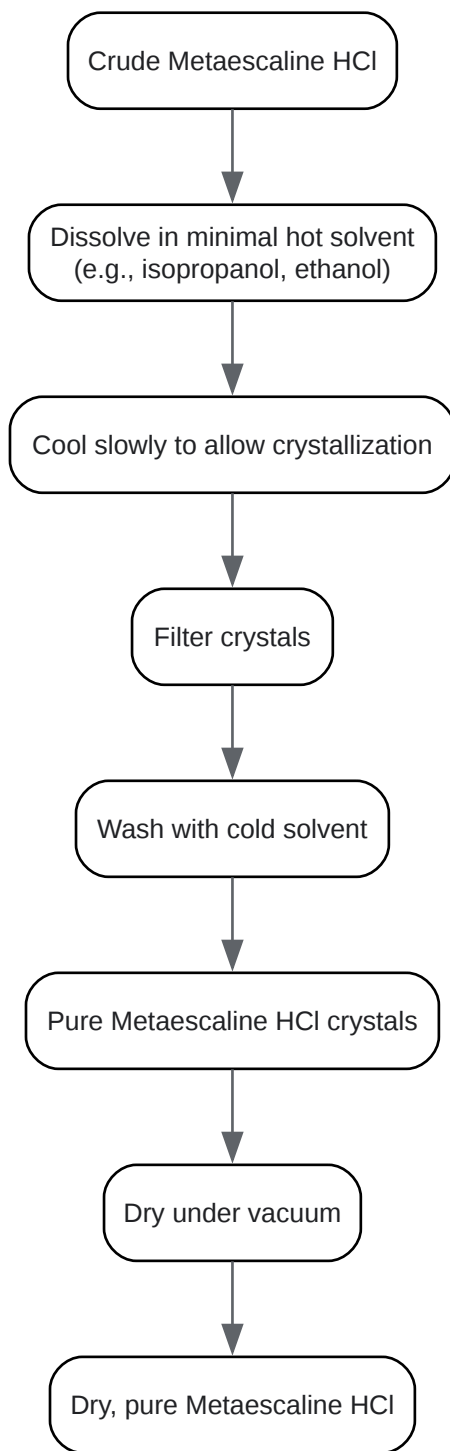 Crude Metaescaline HCl
Dissolve in minimal hot solvent
(e.g., isopropanol, ethanol)
Cool slowly to allow crystallization
Filter crystals
Wash with cold solvent
Pure Metaescaline HCl crystals
Dry under vacuum
Dry, pure Metaescaline HCl